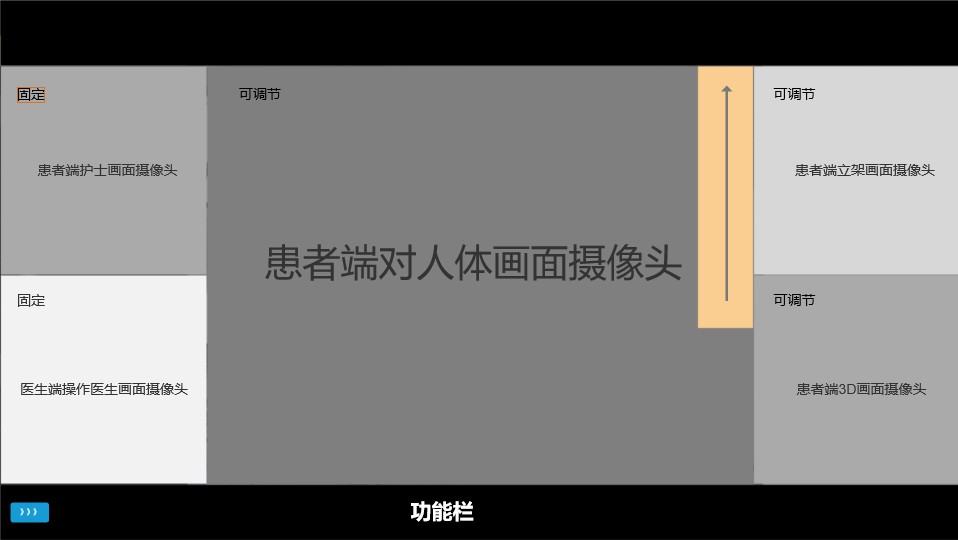 固定
患者端护士画面摄像头
固定
医生端操作医生画面摄像头
可调节
患者端对人体画面摄像头
可调节
患者端立架画面摄像头
可调节
患者端3D画面摄像头
功能栏